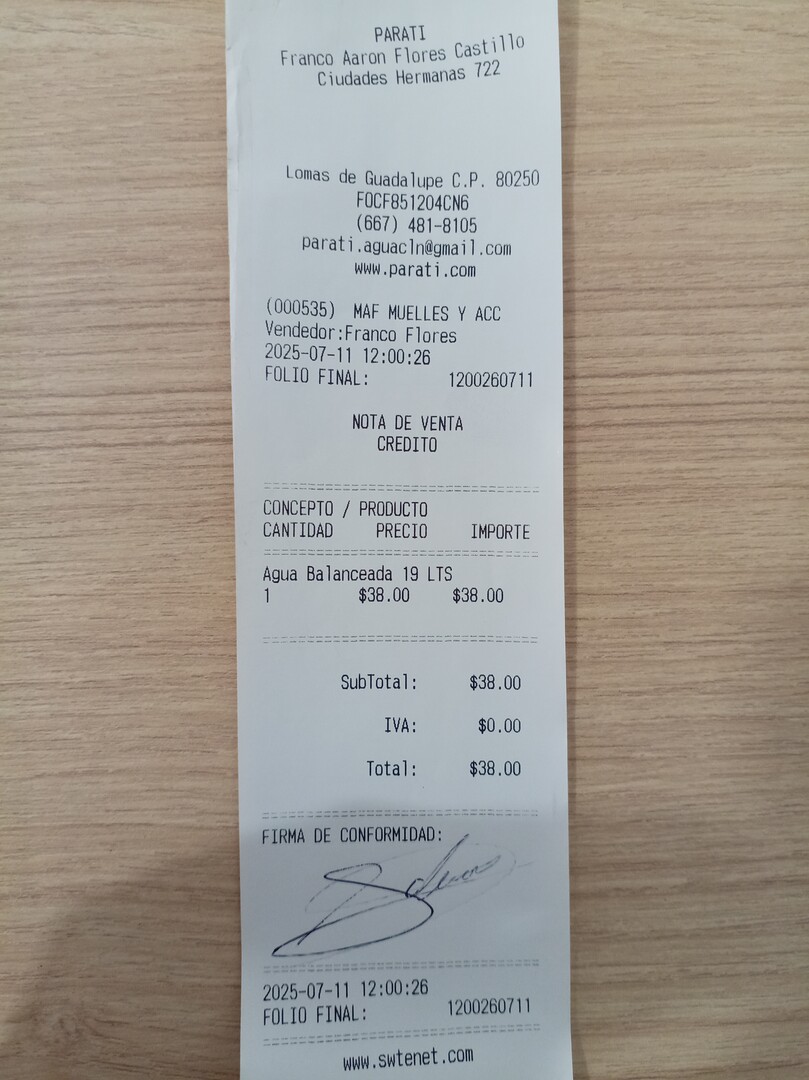 PARATI
Franco Aaron Flores Castillo
Ciudades Hermanas 722
Lomas de Guadalupe C.P. 80250
FOCF851204CN6
(667) 481-8105
parati.aguacln@gmail.com
www.parati.com
(000535) MAF MUELLES Y ACC
Vendedor:Franco Flores
2025-07-11 12:00:26
FOLIO FINAL: 1200260711
NOTA DE VENTA
CREDITO
CONCEPTO / PRODUCTO
CANTIDAD PRECIO IMPORTE
Agua Balanceada 19 LTS
1 $38.00 $38.00
SubTotal: $38.00
IVA: $0.00
Total: $38.00
FIRMA DE CONFORMIDAD:
2025-07-11 12:00:26
FOLIO FINAL: 1200260711
www.swtenet.com